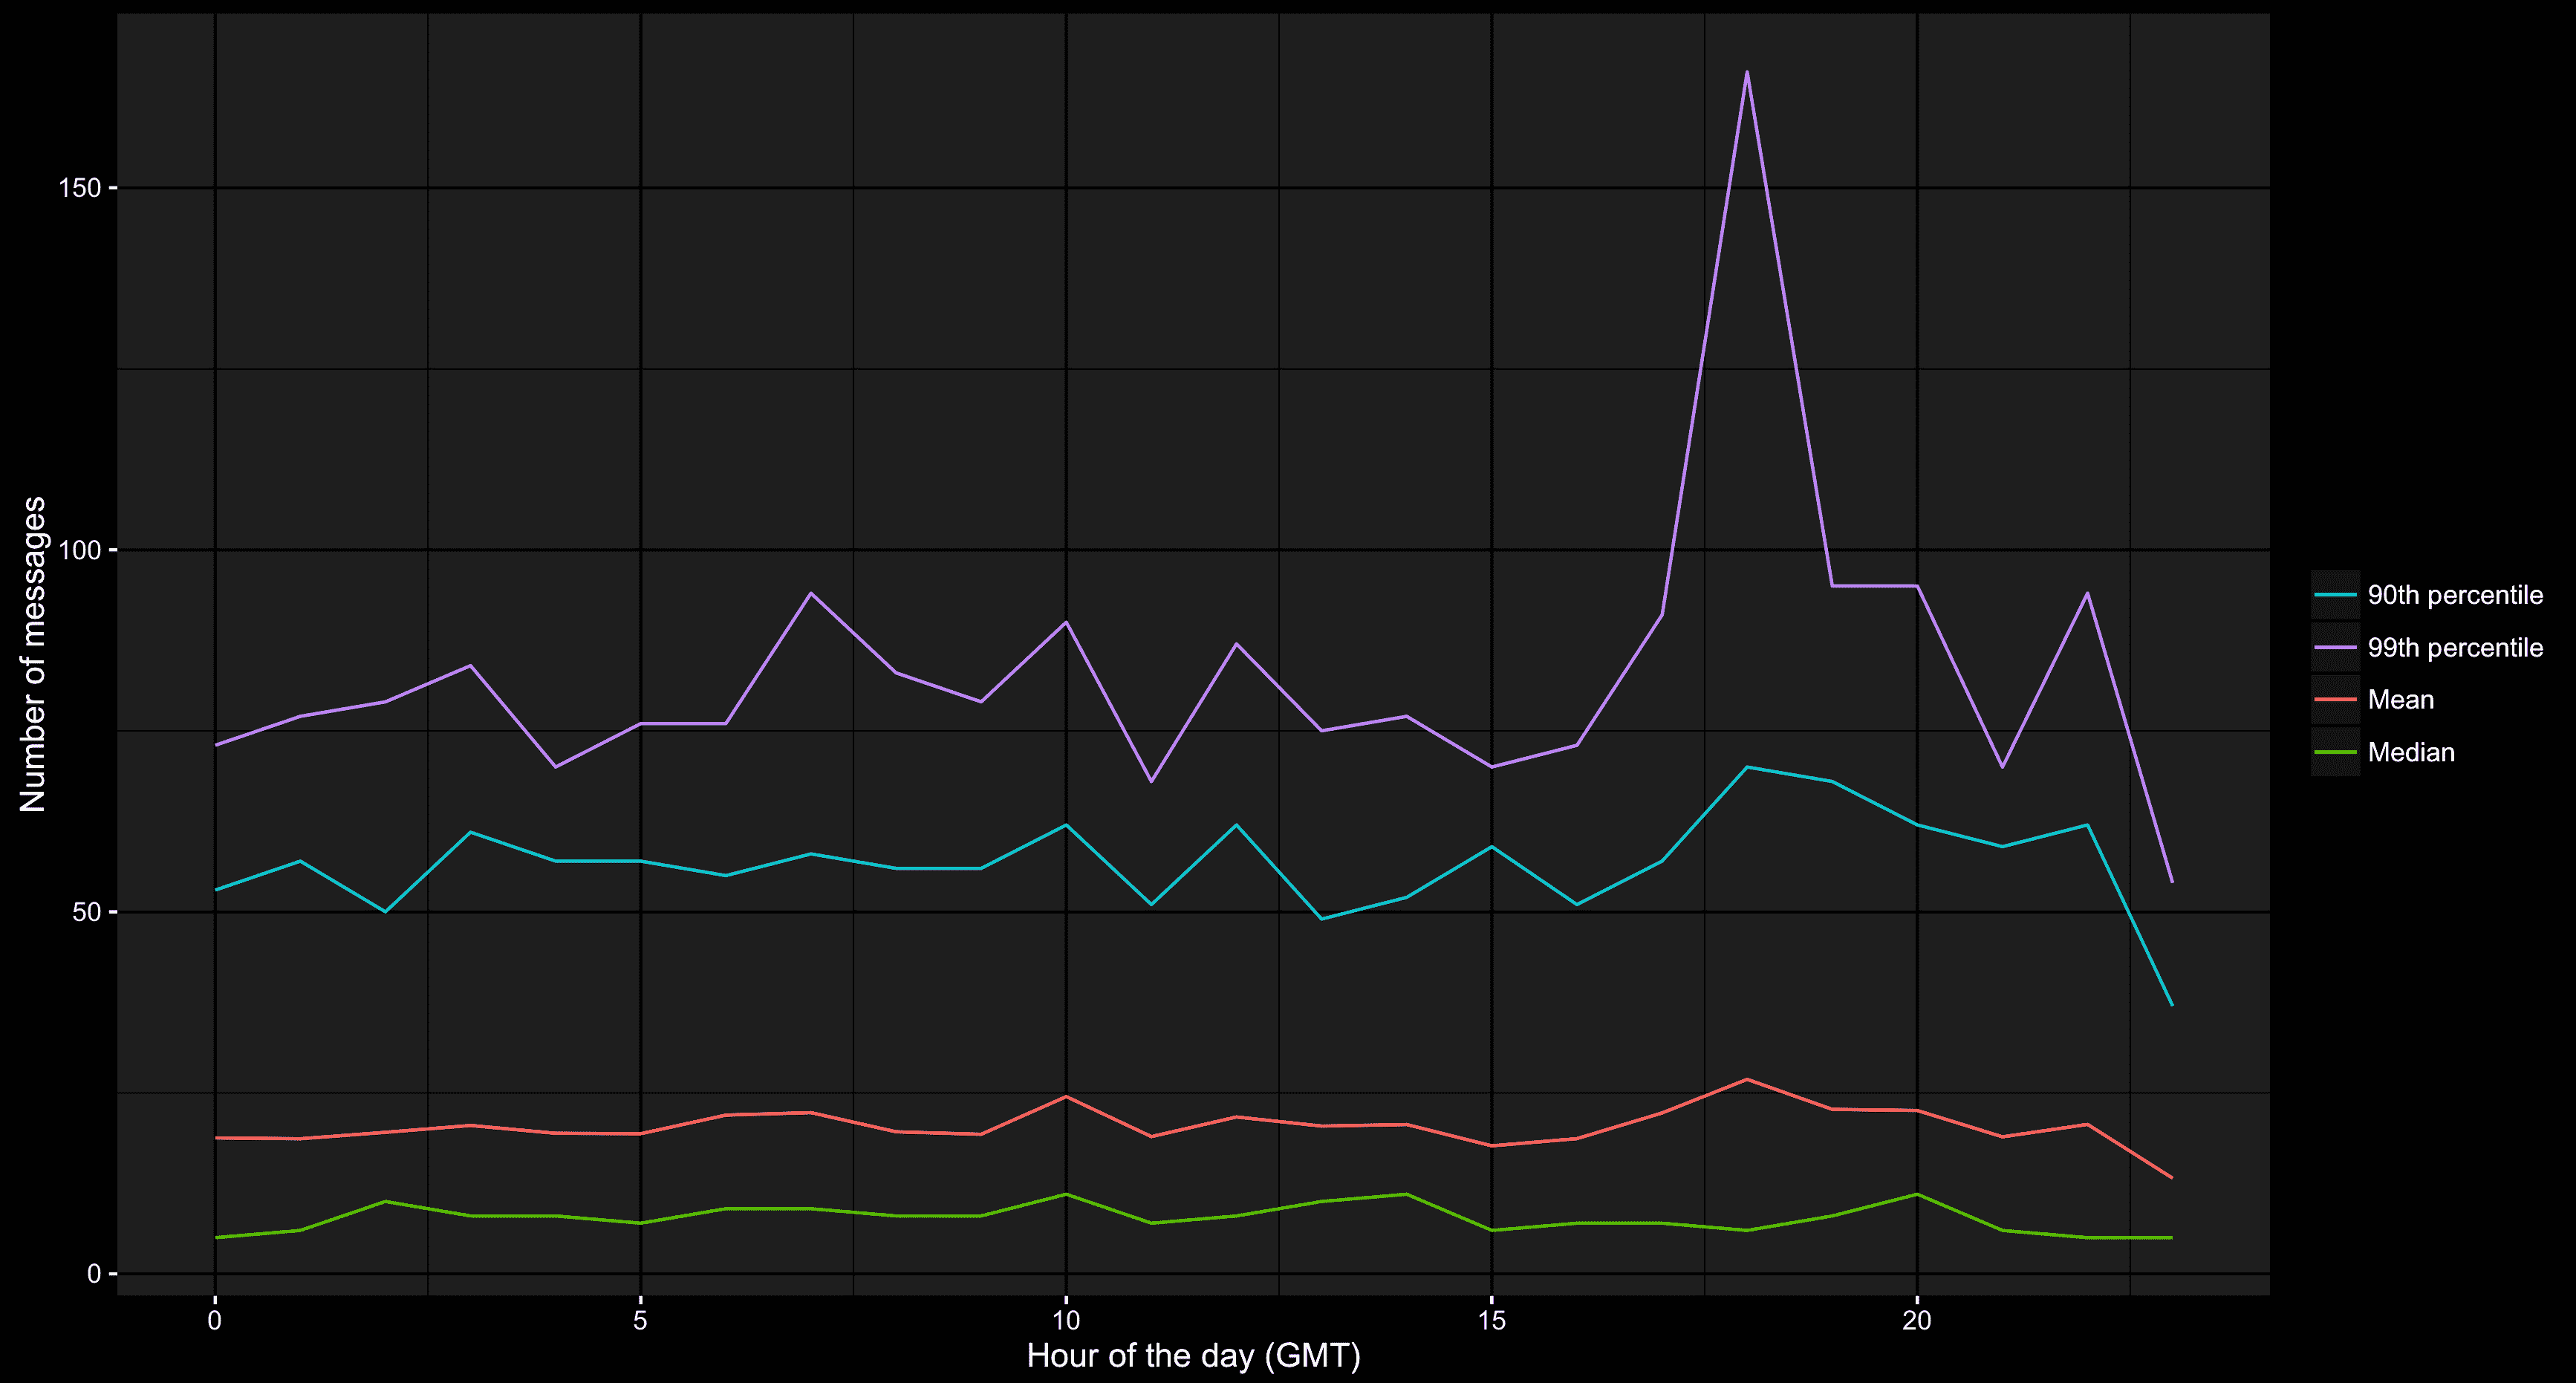 Number of messages
150
100
50
0
0 5 10 15 20
Hour of the day (GMT)
90th percentile
99th percentile
Mean
Median